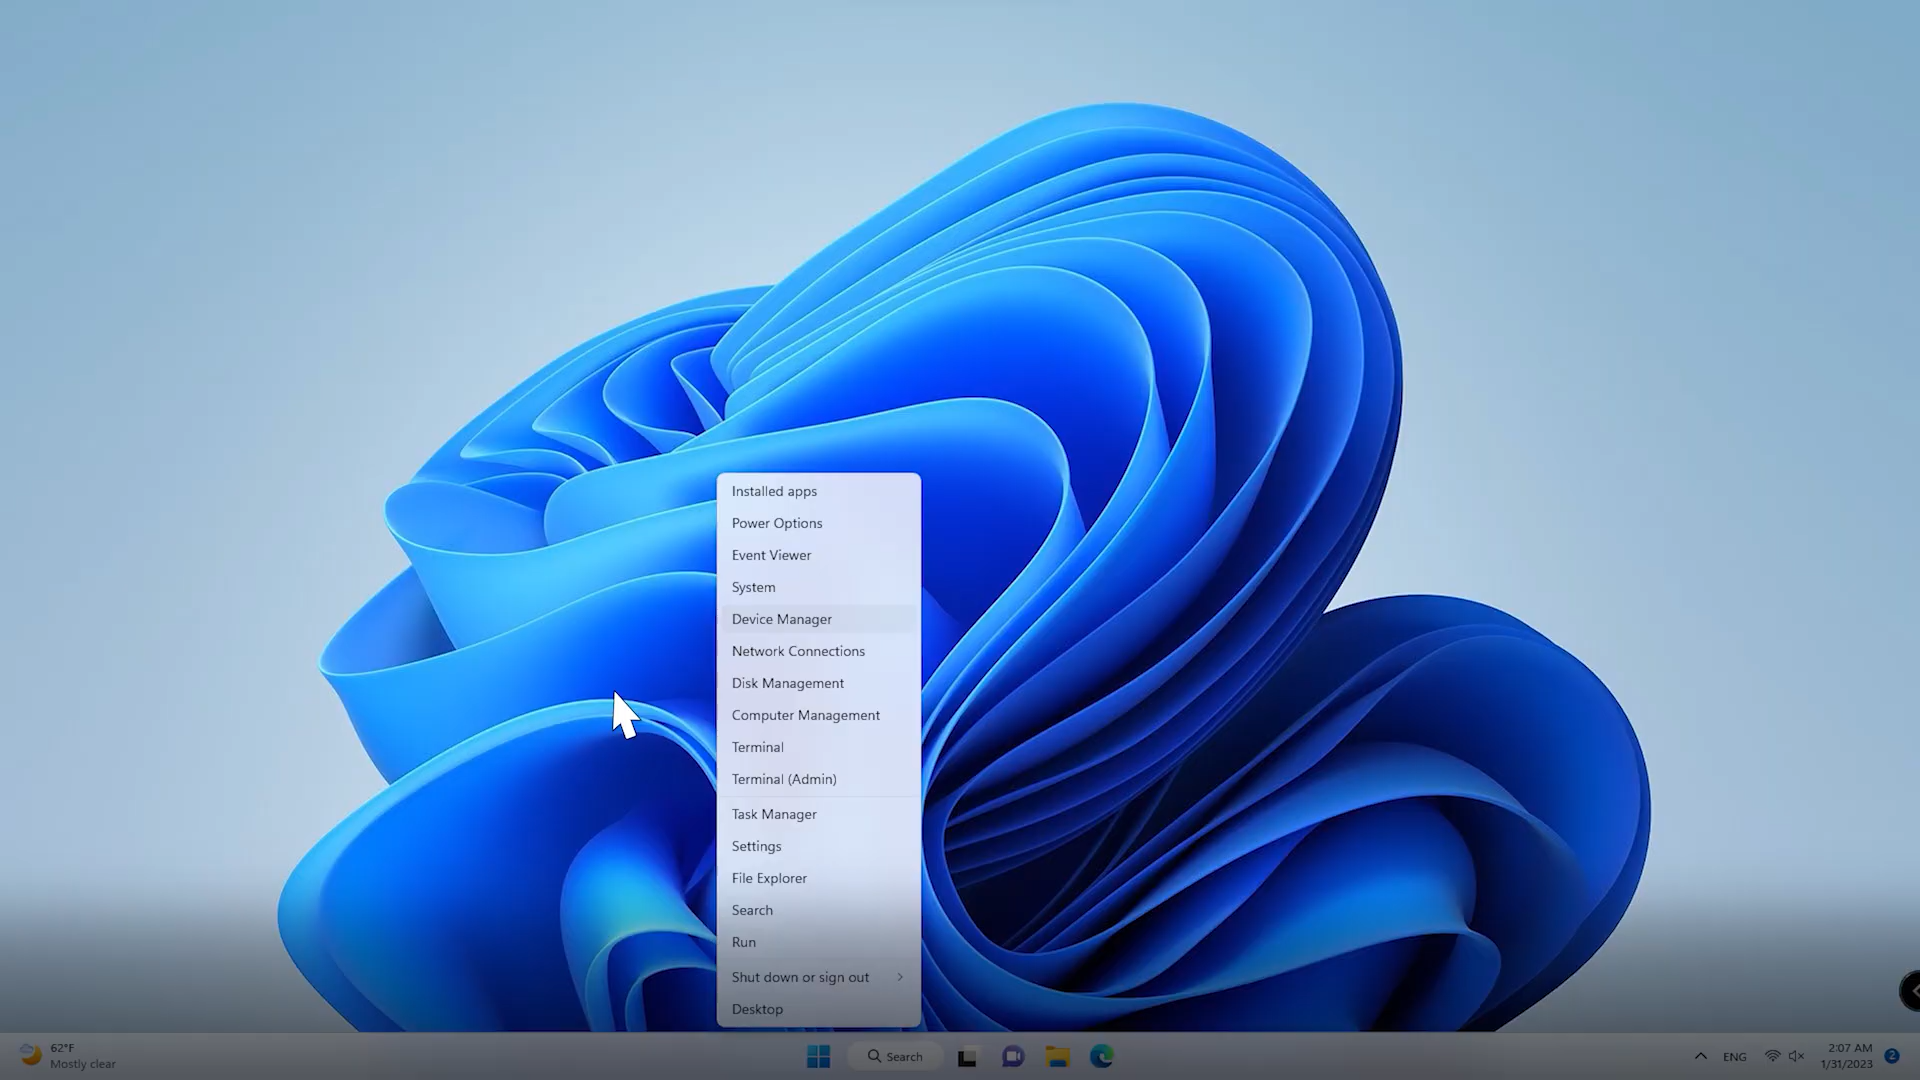 Installed apps
Power Options
Event Viewer
System
Device Manager
Network Connections
Disk Management
Computer Management
Terminal
Terminal (Admin)
Task Manager
Settings
File Explorer
Search
Run
Shut down or sign out
Desktop
62°F
Mostly clear
Search
ENG
2:07 AM
1/31/2023
2